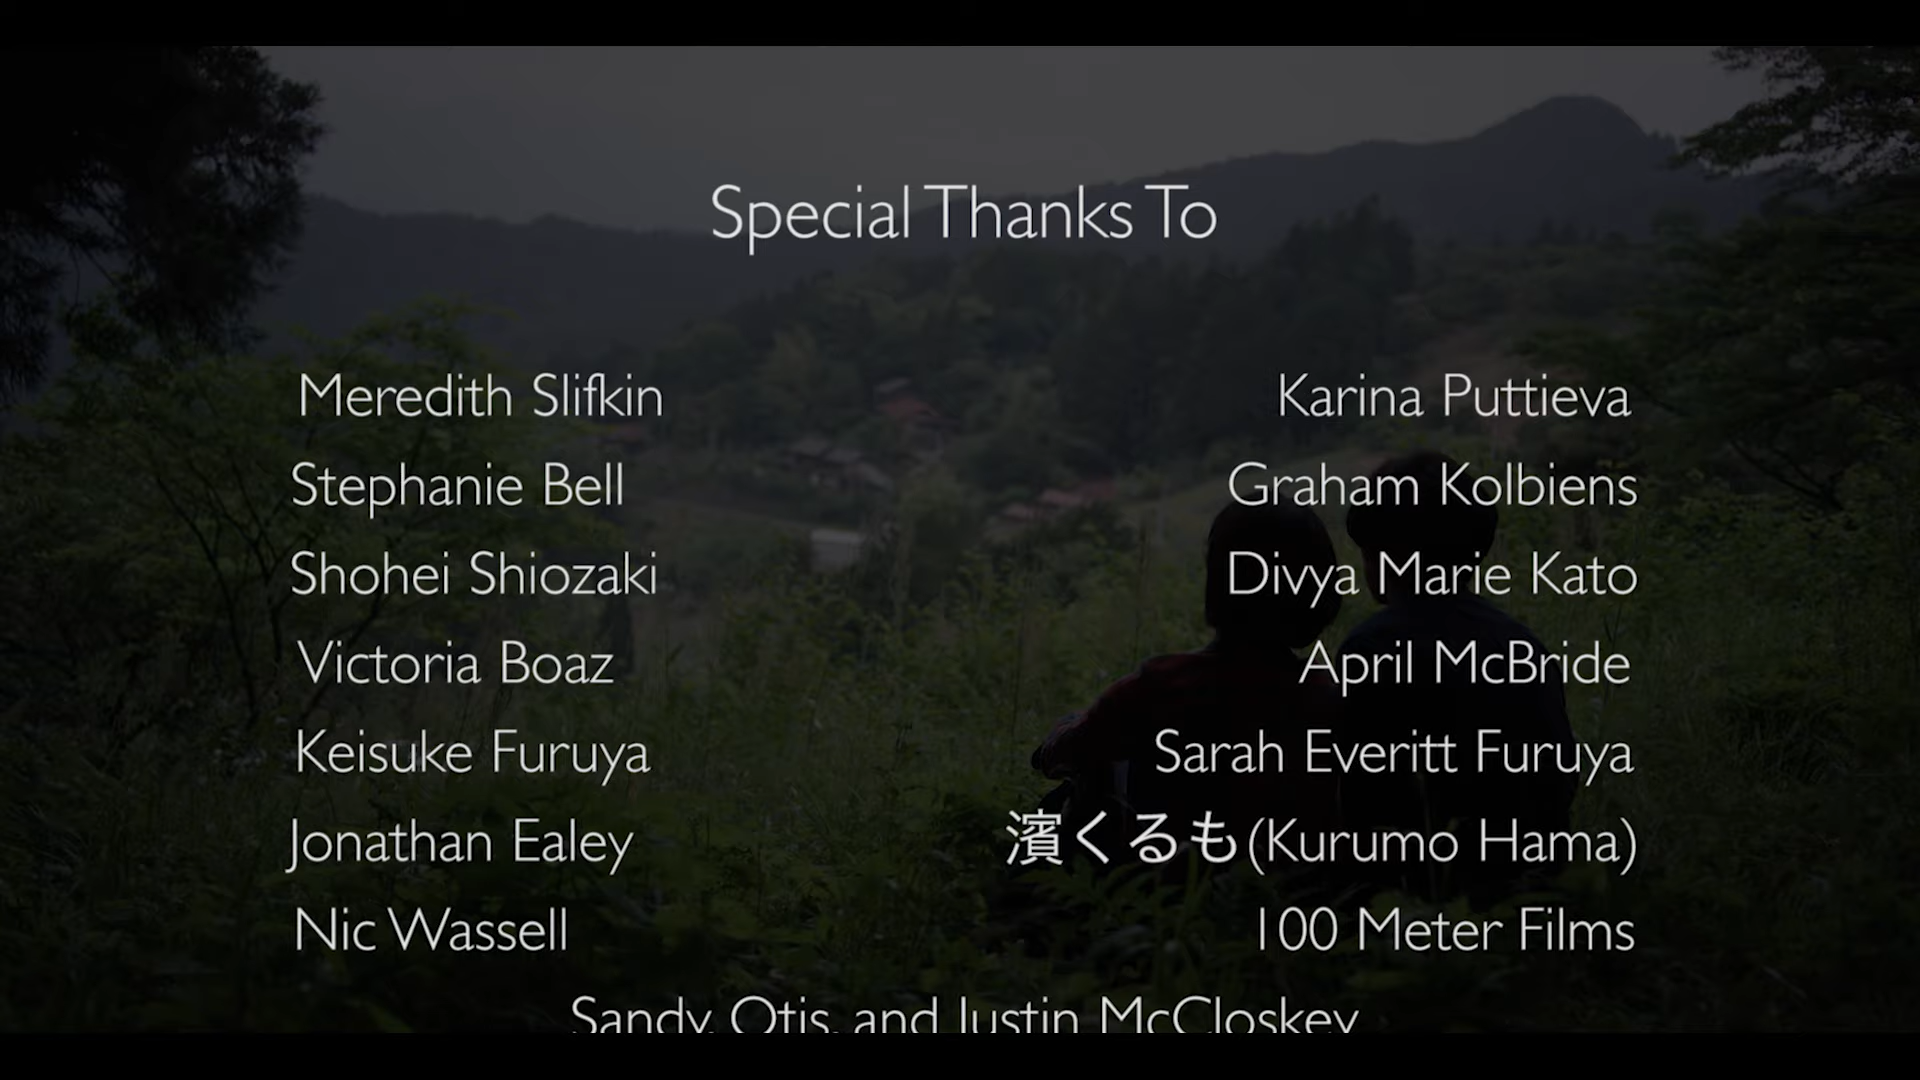 Special Thanks To
Meredith Slifkin
Karina Puttieva
Stephanie Bell
Graham Kolbiens
Shohei Shiozaki
Divya Marie Kato
Victoria Boaz
April McBride
Keisuke Furuya
Sarah Everitt Furuya
Jonathan Ealey
濱くるも(Kurumo Hama)
Nic Wassell
100 Meter Films
Sandy, Otis, and Justin McCloskey